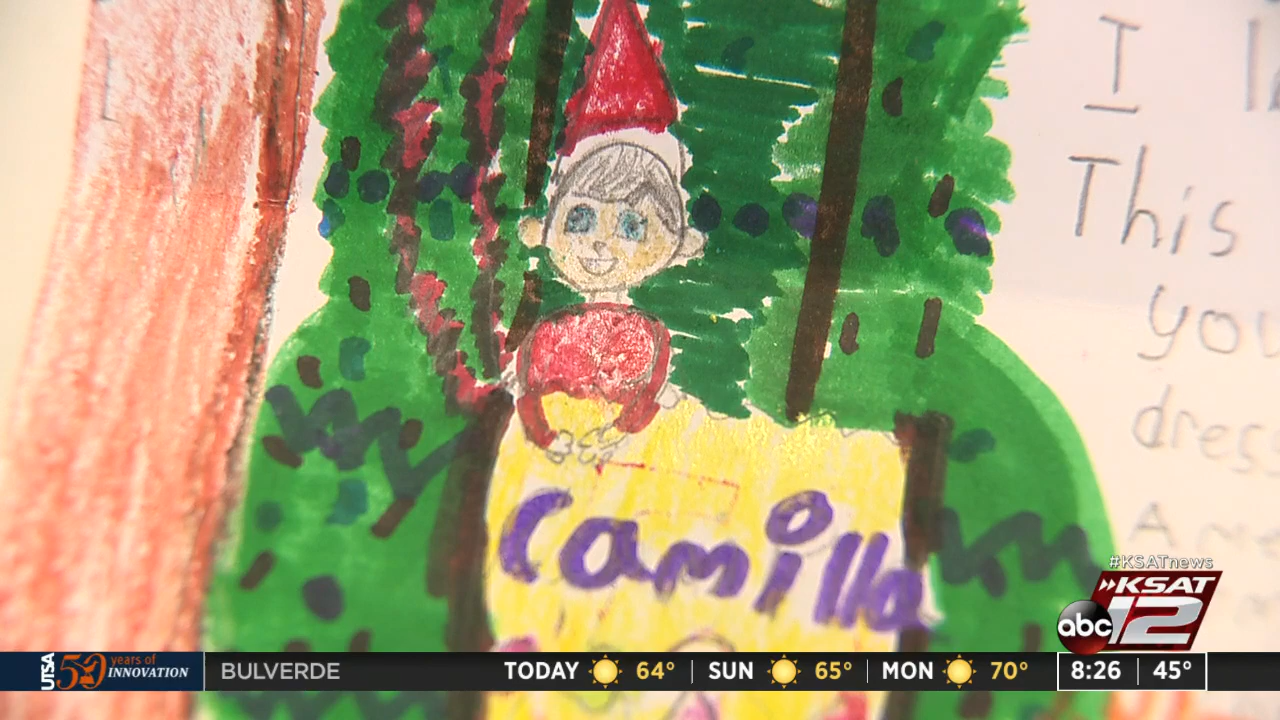 I
This
you
Camilla
#KSATnews
KSAT
abc 12
UTSA 50 years of INNOVATION BULVERDE TODAY 64° SUN 65° MON 70° 8:26 45°